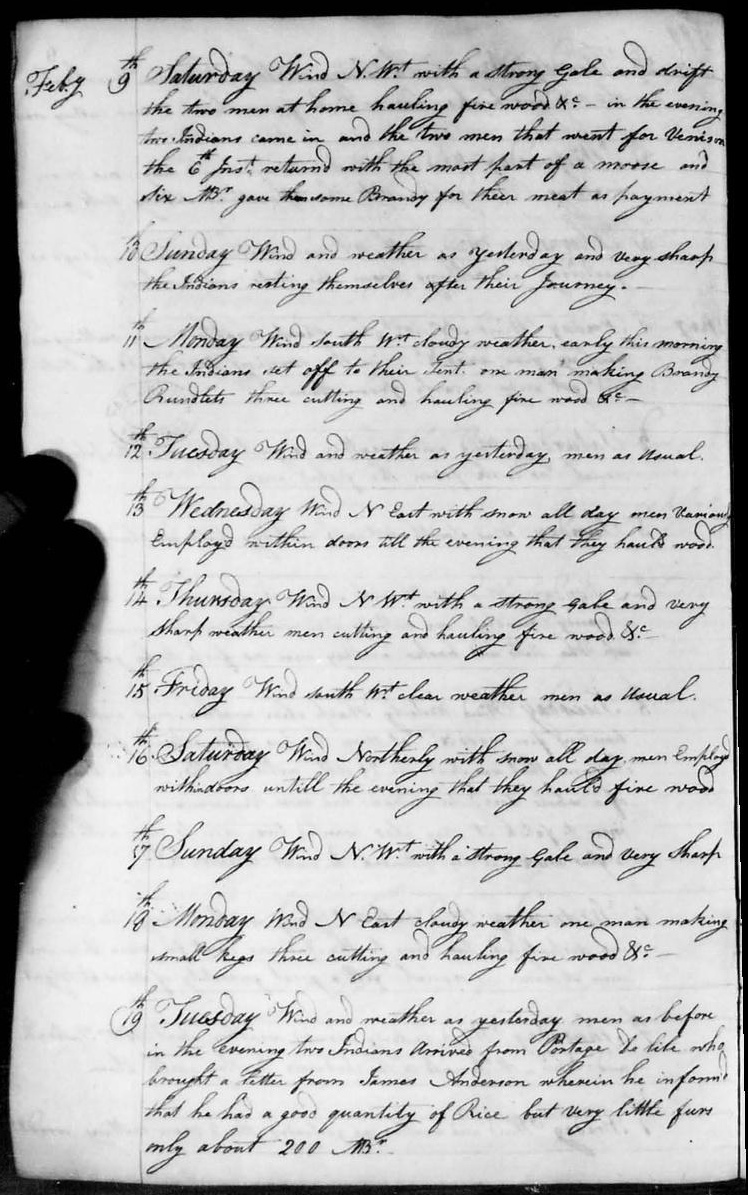 Feby 9th Saturday Wind N. Wt with a strong Gale and drift
the two men at home hauling fire wood &c - in the evening
two Indians came in and the two men that went for Venison
the 6th Inst. returnd with the most part of a moose and
six MBr gave them some Brandy for their meat as payment
10th Sunday Wind and weather as yesterday and very sharp
the Indians resting themselves after their Journey.
11th Monday Wind South Wt cloudy weather, early this morning
the Indians set off to their Tent. one man making Brandy
Rundlets three cutting and hauling fire wood &c -
12th Tuesday Wind and weather as yesterday men as Usual.
13th Wednesday Wind N East with snow all day men Variously
Employd within doors till the evening that they hauld wood.
14th Thursday Wind N. Wt with a strong Gale and very
sharp weather men cutting and hauling fire wood &c -
15th Friday Wind South Wt clear weather men as Usual.
16th Saturday Wind Northerly with snow all day. men Employd
withindoors untill the evening that they hauld fire wood
17th Sunday Wind N. Wt with a strong Gale and very sharp
18th Monday Wind N East cloudy weather one man making
small kegs three cutting and hauling fire wood &c -
19th Tuesday Wind and weather as yesterday men as before
in the evening two Indians arrived from Portage De Lile who
brought a letter from James Anderson wherein he informd
that he had a good quantity of Rice but very little furs
only about 200 MBr.